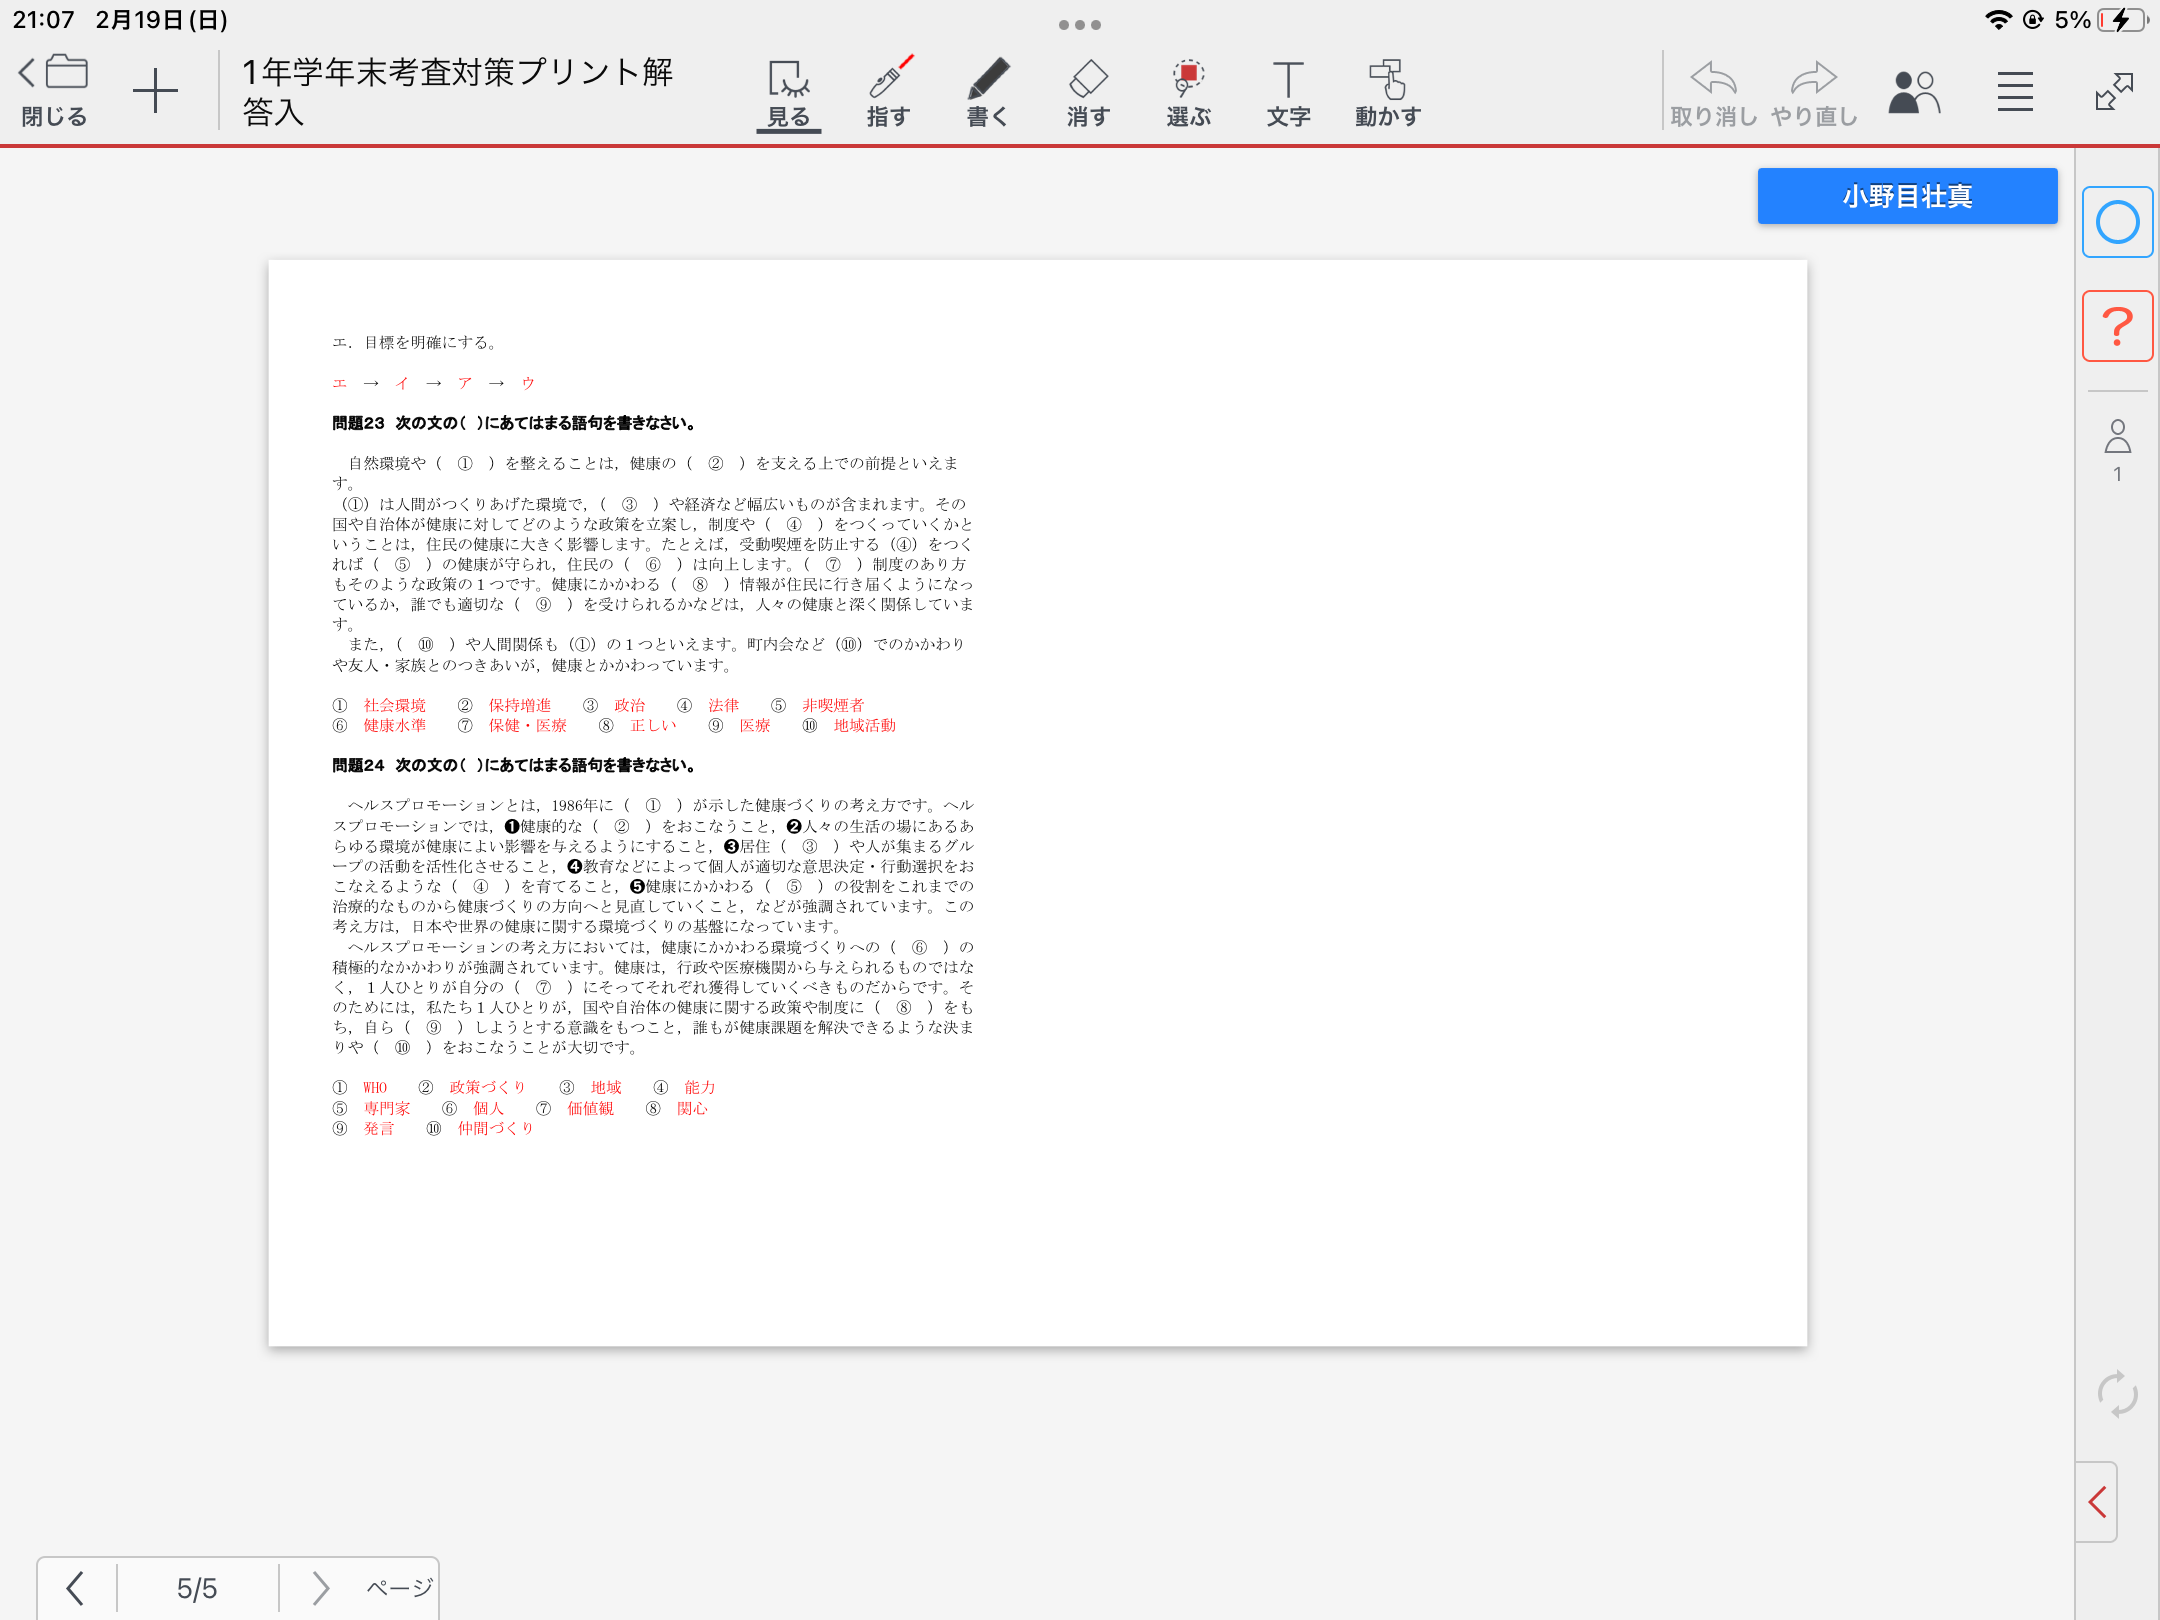 21:07 2月19日(日)
5%
閉じる
1年学年末考査対策プリント解
答入
見る 指す 書く 消す 選ぶ 文字 動かす
取り消し やり直し
小野目壮真
?
1
エ．目標を明確にする。
エ → イ → ア → ウ
問題23 次の文の( )にあてはまる語句を書きなさい。
自然環境や（ ① ）を整えることは，健康の（ ② ）を支える上での前提といえま
す。
（①）は人間がつくりあげた環境で，（ ③ ）や経済など幅広いものが含まれます。その
国や自治体が健康に対してどのような政策を立案し，制度や（ ④ ）をつくっていくかと
いうことは，住民の健康に大きく影響します。たとえば，受動喫煙を防止する（④）をつく
れば（ ⑤ ）の健康が守られ，住民の（ ⑥ ）は向上します。（ ⑦ ）制度のあり方
もそのような政策の１つです。健康にかかわる（ ⑧ ）情報が住民に行き届くようになっ
ているか，誰でも適切な（ ⑨ ）を受けられるかなどは，人々の健康と深く関係していま
す。
また，（ ⑩ ）や人間関係も（①）の１つといえます。町内会など（⑩）でのかかわり
や友人・家族とのつきあいが，健康とかかわっています。
① 社会環境 ② 保持増進 ③ 政治 ④ 法律 ⑤ 非喫煙者
⑥ 健康水準 ⑦ 保健・医療 ⑧ 正しい ⑨ 医療 ⑩ 地域活動
問題24 次の文の( )にあてはまる語句を書きなさい。
ヘルスプロモーションとは，1986年に（ ① ）が示した健康づくりの考え方です。ヘル
スプロモーションでは，❶健康的な（ ② ）をおこなうこと，❷人々の生活の場にあるあ
らゆる環境が健康によい影響を与えるようにすること，❸居住（ ③ ）や人が集まるグル
ープの活動を活性化させること，❹教育などによって個人が適切な意思決定・行動選択をお
こなえるような（ ④ ）を育てること，❺健康にかかわる（ ⑤ ）の役割をこれまでの
治療的なものから健康づくりの方向へと見直していくこと，などが強調されています。この
考え方は，日本や世界の健康に関する環境づくりの基盤になっています。
ヘルスプロモーションの考え方においては，健康にかかわる環境づくりへの（ ⑥ ）の
積極的なかかわりが強調されています。健康は，行政や医療機関から与えられるものではな
く，１人ひとりが自分の（ ⑦ ）にそってそれぞれ獲得していくべきものだからです。そ
のためには，私たち１人ひとりが，国や自治体の健康に関する政策や制度に（ ⑧ ）をも
ち，自ら（ ⑨ ）しようとする意識をもつこと，誰もが健康課題を解決できるような決ま
りや（ ⑩ ）をおこなうことが大切です。
① WHO ② 政策づくり ③ 地域 ④ 能力
⑤ 専門家 ⑥ 個人 ⑦ 価値観 ⑧ 関心
⑨ 発言 ⑩ 仲間づくり
5/5 ページ